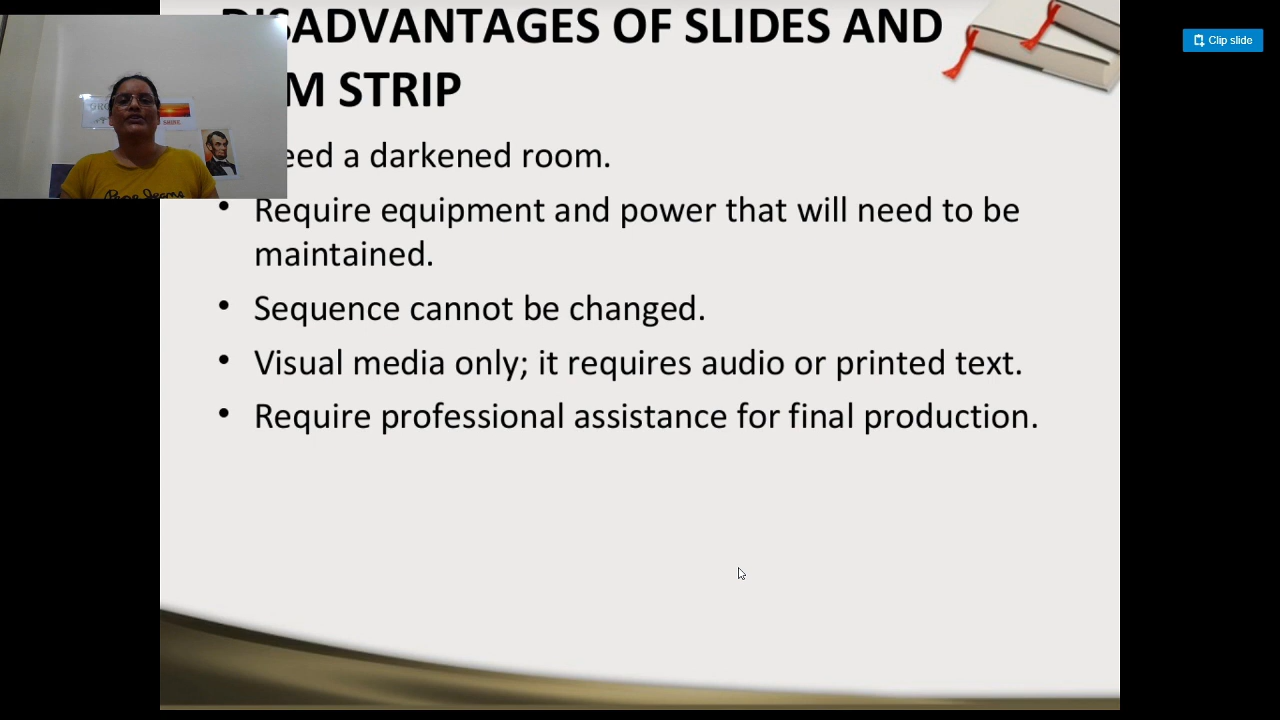 DISADVANTAGES OF SLIDES AND
STRIP
a darkened room.
• Require equipment and power that will need to be
maintained.
• Sequence cannot be changed.
• Visual media only; it requires audio or printed text.
• Require professional assistance for final production.
Clip slide